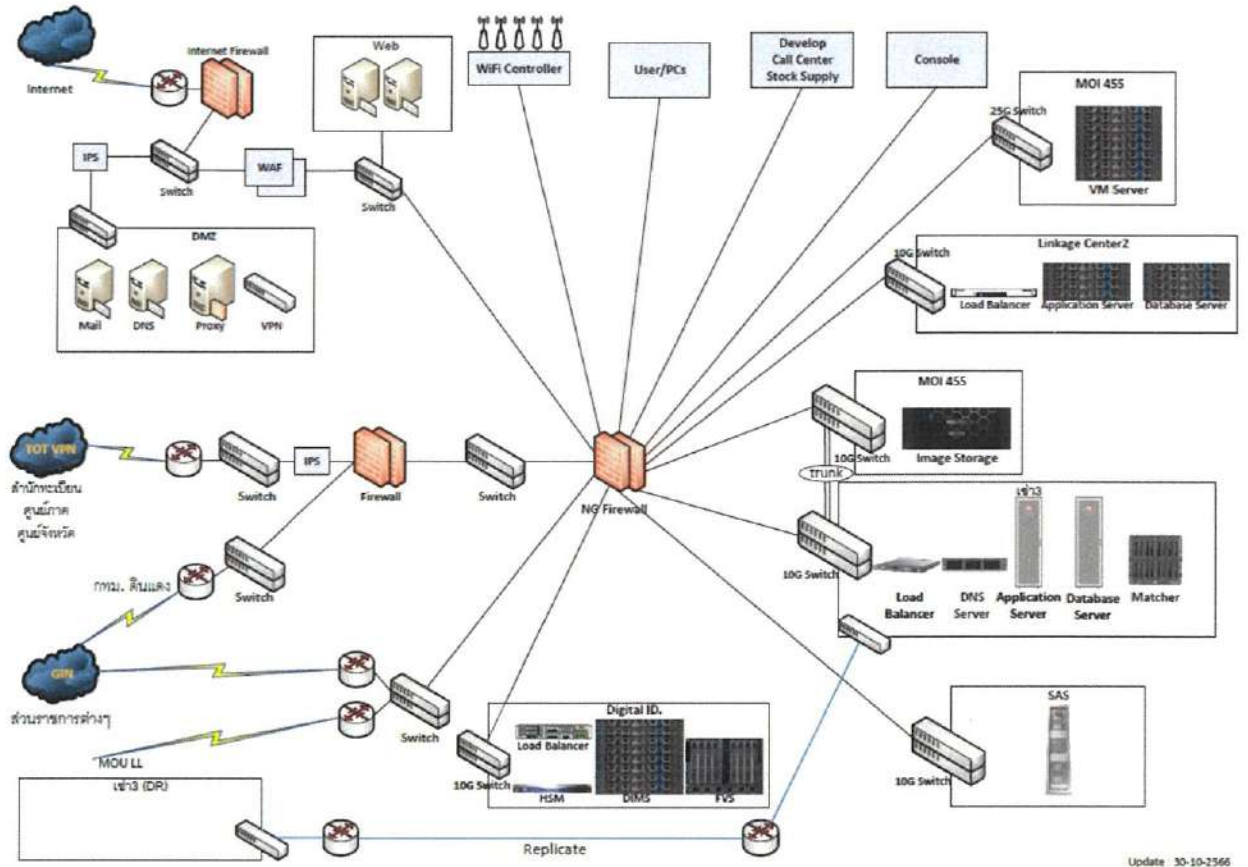 Internet
Internet Firewall
Switch
IPS
WAF
Web
Switch
WiFi Controller
User/PCs
Develop
Call Center
Stock Supply
Console
25G Switch
MOI 455
VM Server
DMZ
Mail
DNS
Proxy
VPN
10G Switch
Linkage Center2
Load Balancer
Application Server
Database Server
MOI 455
10G Switch
Image Storage
trunk
TOT VPN
สำนักทะเบียน
ศูนย์ภาค
ศูนย์จังหวัด
Switch
IPS
Firewall
Switch
NG Firewall
10G Switch
เช่า3
Load
Balancer
DNS
Server
Application
Server
Database
Server
Matcher
กทม. ดินแดง
Switch
GIN
ส่วนราชการต่างๆ
MOU LL
Switch
10G Switch
Digital ID.
Load Balancer
HSM
DIMS
FVS
SAS
10G Switch
เช่า3 (DR)
Replicate
Update 30-10-2566